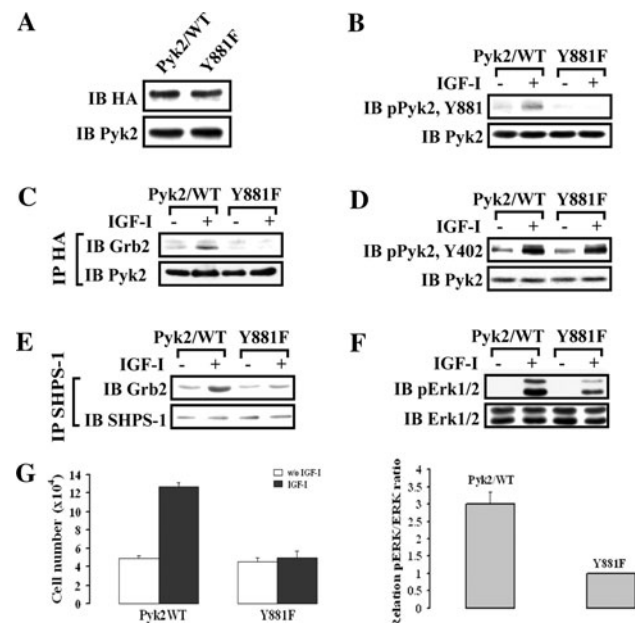 A
Pyk2/WT
Y881F
IB HA
IB Pyk2
B
Pyk2/WT Y881F
IGF-I - + - +
IB pPyk2, Y881
IB Pyk2
C
Pyk2/WT Y881F
IGF-I - + - +
IP HA
IB Grb2
IB Pyk2
D
Pyk2/WT Y881F
IGF-I - + - +
IB pPyk2, Y402
IB Pyk2
E
Pyk2/WT Y881F
IGF-I - + - +
IP SHPS-1
IB Grb2
IB SHPS-1
F
Pyk2/WT Y881F
IGF-I - + - +
IB pErk1/2
IB Erk1/2
G
Cell number (x10⁴)
14
12
10
8
6
4
2
0
w/o IGF-I
IGF-I
Pyk2WT Y881F
Relation pERK/ERK ratio
4
3.5
3
2.5
2
1.5
1
0.5
0
Pyk2/WT
Y881F